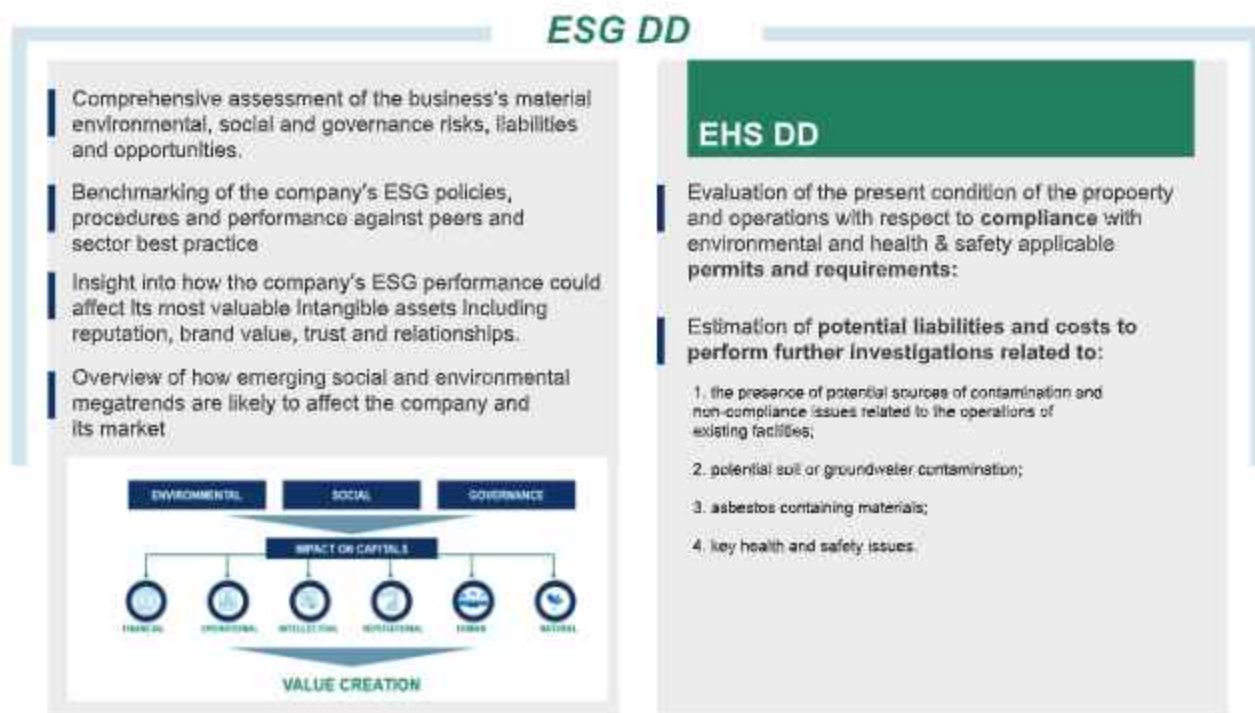 ESG DD
Comprehensive assessment of the business's material
environmental, social and governance risks, liabilities
and opportunities.
Benchmarking of the company's ESG policies,
procedures and performance against peers and
sector best practice
Insight into how the company's ESG performance could
affect its most valuable intangible assets including
reputation, brand value, trust and relationships.
Overview of how emerging social and environmental
megatrends are likely to affect the company and
its market
ENVIRONMENTAL SOCIAL GOVERNANCE
IMPACT ON CAPITALS
FINANCIAL OPERATIONAL INTELLECTUAL REPUTATIONAL HUMAN NATURAL
VALUE CREATION
EHS DD
Evaluation of the present condition of the propoerty
and operations with respect to compliance with
environmental and health & safety applicable
permits and requirements:
Estimation of potential liabilities and costs to
perform further investigations related to:
1. the presence of potential sources of contamination and
non-compliance issues related to the operations of
existing facilities;
2. potential soil or groundwater contamination;
3. asbestos containing materials;
4. key health and safety issues.